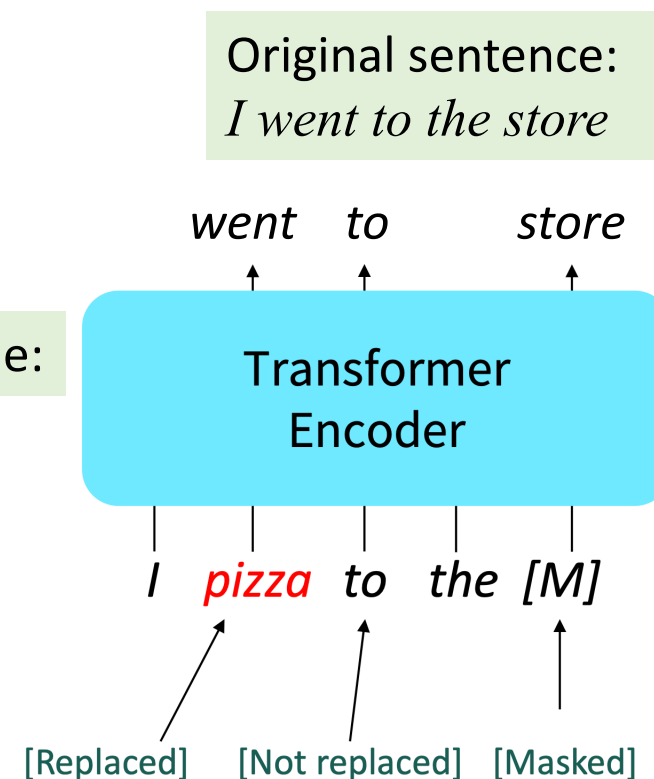 Original sentence:
I went to the store
went to store
e:
Transformer
Encoder
I pizza to the [M]
[Replaced] [Not replaced] [Masked]